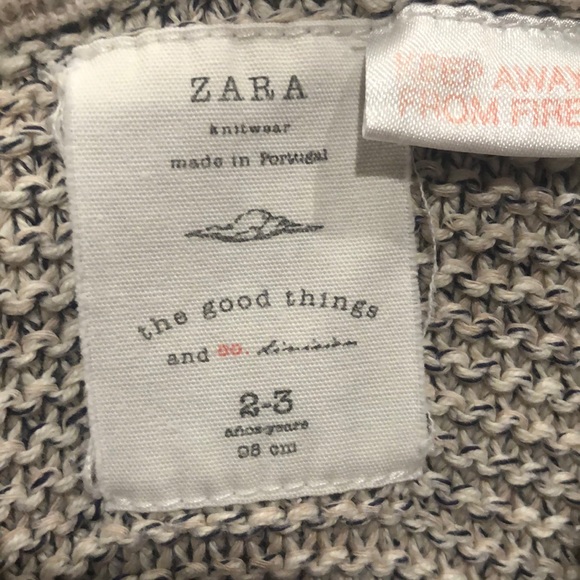 ZARA
knitwear
made in Portugal
the good things
and co.
2-3
años-years
98 cm
KEEP AWAY
FROM FIRE